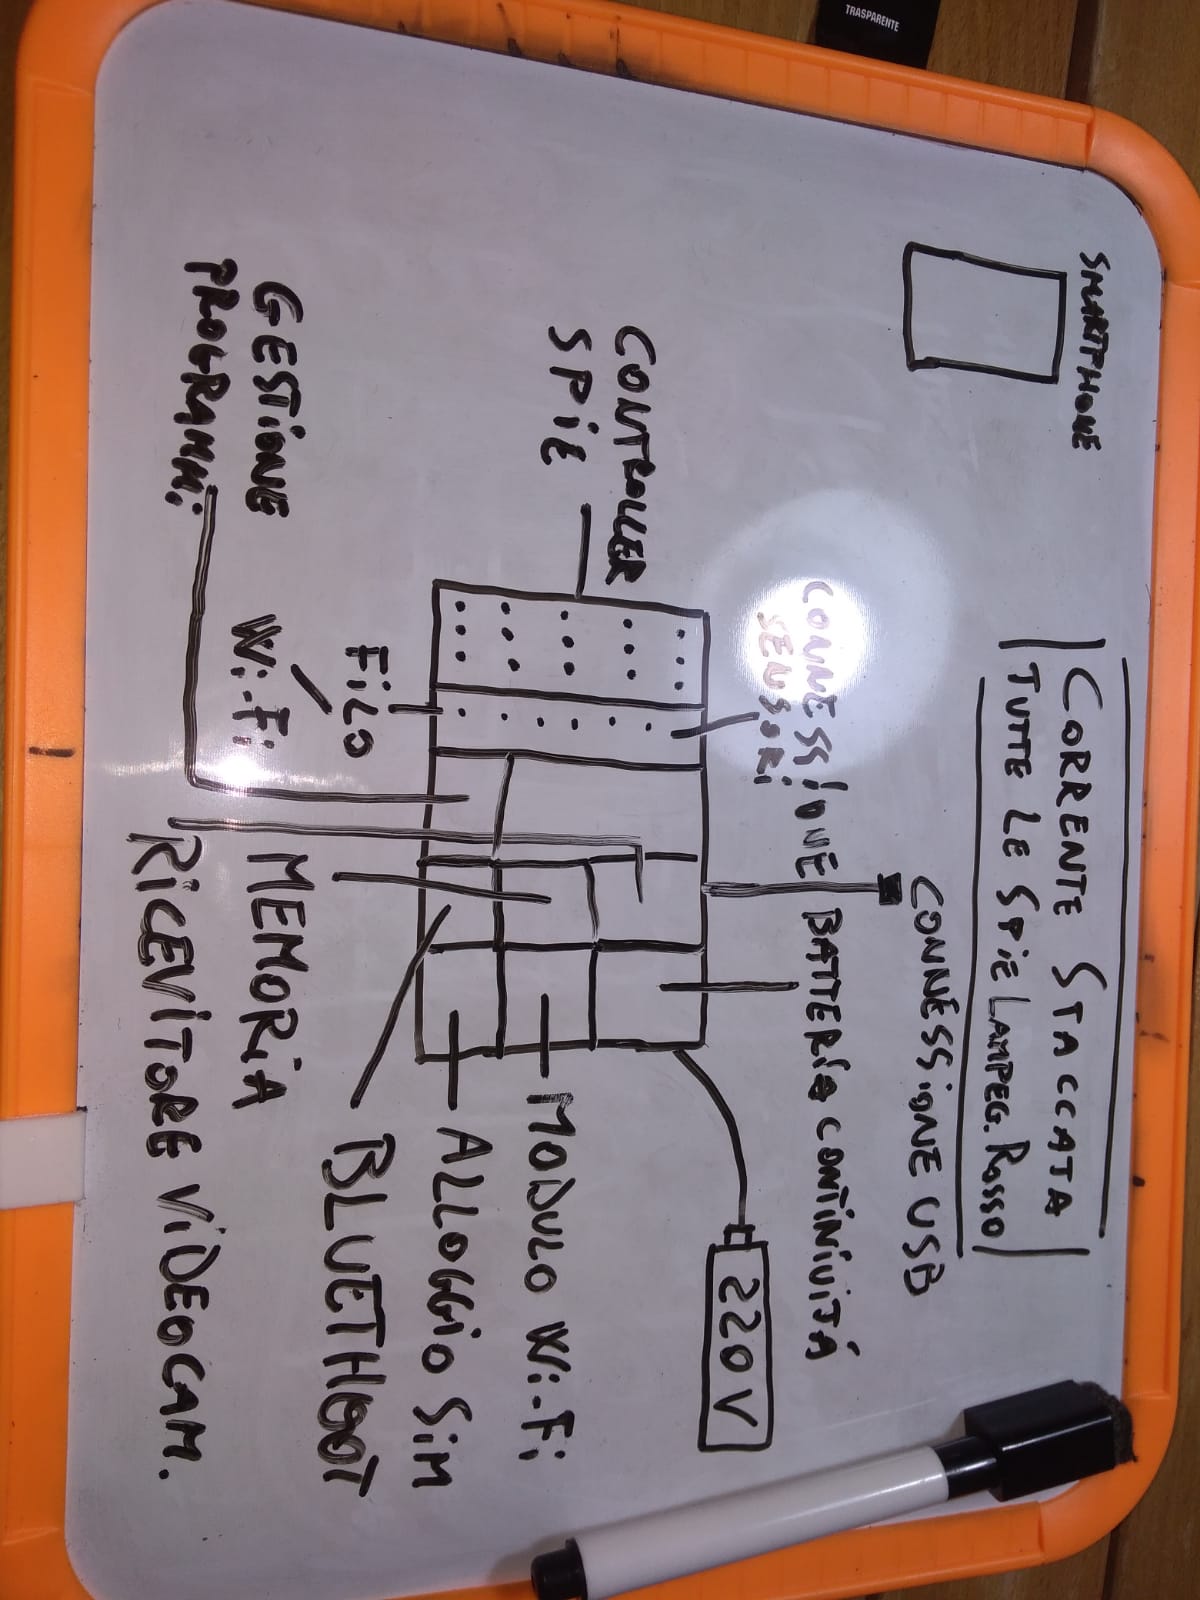 TRASPARENTE
SMARTPHONE
CORRENTE STACCATA
TUTTE LE SPIE LAMPEG. ROSSO
CONNESSIONE USB
CONNESSIONE
SENSORI
BATTERIA CONTINIUITÁ
220V
CONTROLLER
SPIE
MODULO Wi-Fi
ALLOGGIO SIM
FILO
BLUETHOOT
GESTIONE
PROGRAMMi
Wi-Fi
MEMORIA
RICEVITORE VIDEOCAM.